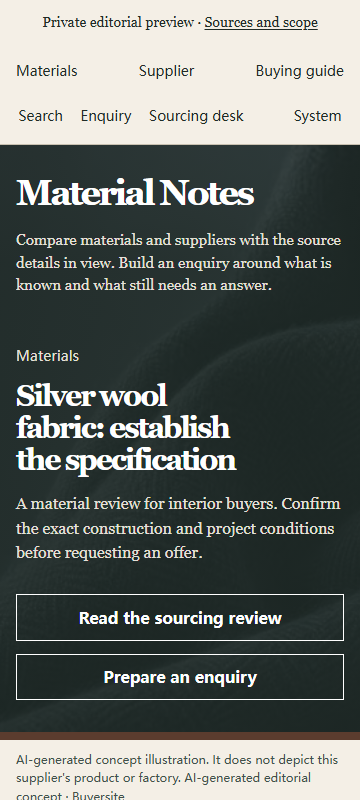 Private editorial preview · Sources and scope
Materials Supplier Buying guide
Search Enquiry Sourcing desk System
Material Notes
Compare materials and suppliers with the source
details in view. Build an enquiry around what is
known and what still needs an answer.
Materials
Silver wool
fabric: establish
the specification
A material review for interior buyers. Confirm
the exact construction and project conditions
before requesting an offer.
Read the sourcing review
Prepare an enquiry
AI-generated concept illustration. It does not depict this
supplier's product or factory. AI-generated editorial
concept · Buyersite